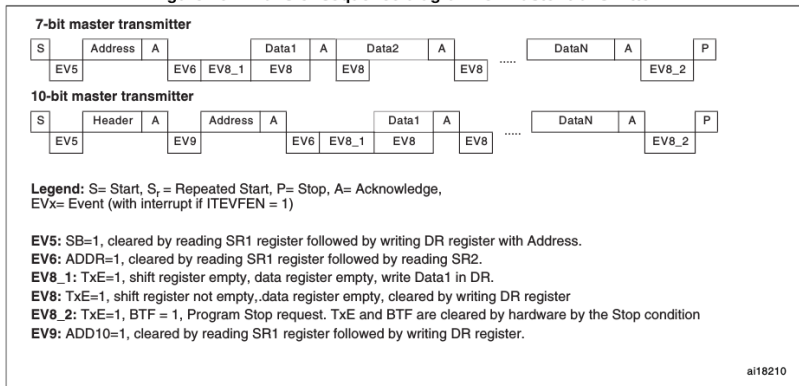 7-bit master transmitter
S Address A Data1 A Data2 A ..... DataN A P
EV5 EV6 EV8_1 EV8 EV8 EV8 EV8_2
10-bit master transmitter
S Header A Address A Data1 A ..... DataN A P
EV5 EV9 EV6 EV8_1 EV8 EV8 EV8_2
Legend: S= Start, Sr = Repeated Start, P= Stop, A= Acknowledge,
EVx= Event (with interrupt if ITEVFEN = 1)
EV5: SB=1, cleared by reading SR1 register followed by writing DR register with Address.
EV6: ADDR=1, cleared by reading SR1 register followed by reading SR2.
EV8_1: TxE=1, shift register empty, data register empty, write Data1 in DR.
EV8: TxE=1, shift register not empty,.data register empty, cleared by writing DR register
EV8_2: TxE=1, BTF = 1, Program Stop request. TxE and BTF are cleared by hardware by the Stop condition
EV9: ADD10=1, cleared by reading SR1 register followed by writing DR register.
ai18210